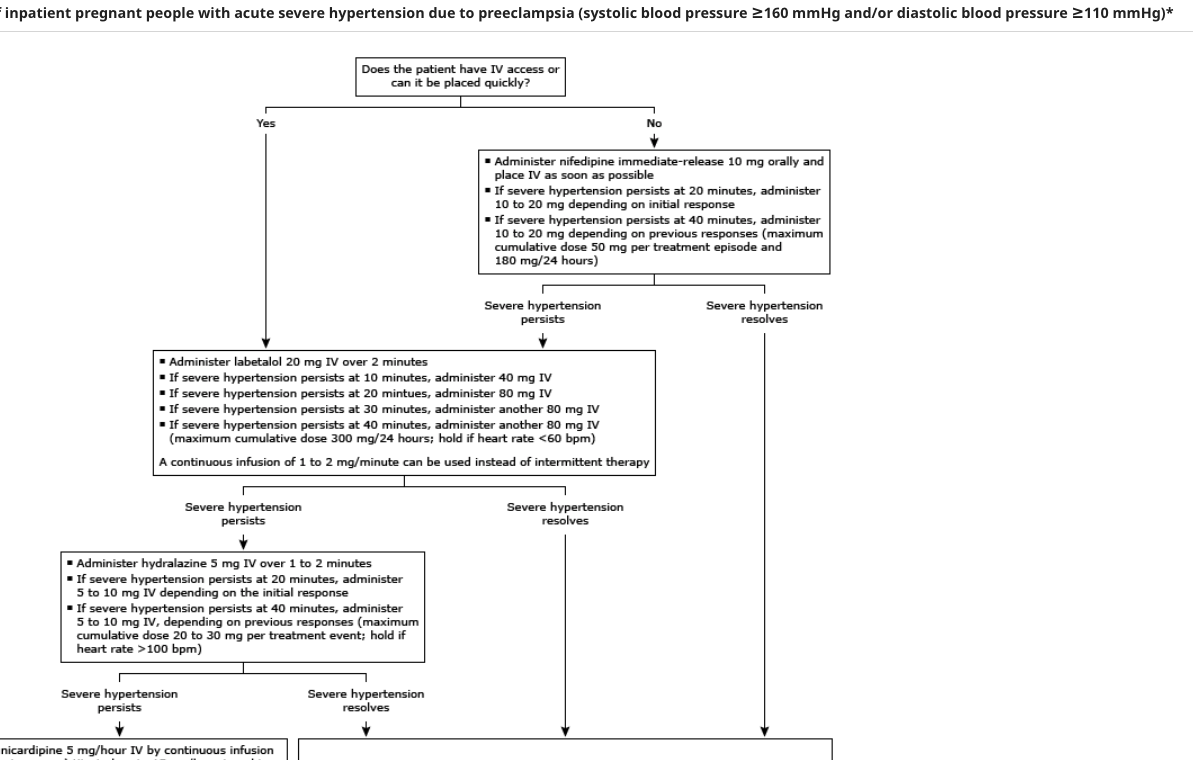 inpatient pregnant people with acute severe hypertension due to preeclampsia (systolic blood pressure ≥160 mmHg and/or diastolic blood pressure ≥110 mmHg)*
Does the patient have IV access or
can it be placed quickly?
Yes
No
▪ Administer nifedipine immediate-release 10 mg orally and
place IV as soon as possible
▪ If severe hypertension persists at 20 minutes, administer
10 to 20 mg depending on initial response
▪ If severe hypertension persists at 40 minutes, administer
10 to 20 mg depending on previous responses (maximum
cumulative dose 50 mg per treatment episode and
180 mg/24 hours)
Severe hypertension
persists
Severe hypertension
resolves
▪ Administer labetalol 20 mg IV over 2 minutes
▪ If severe hypertension persists at 10 minutes, administer 40 mg IV
▪ If severe hypertension persists at 20 mintues, administer 80 mg IV
▪ If severe hypertension persists at 30 minutes, administer another 80 mg IV
▪ If severe hypertension persists at 40 minutes, administer another 80 mg IV
(maximum cumulative dose 300 mg/24 hours; hold if heart rate <60 bpm)
A continuous infusion of 1 to 2 mg/minute can be used instead of intermittent therapy
Severe hypertension
persists
Severe hypertension
resolves
▪ Administer hydralazine 5 mg IV over 1 to 2 minutes
▪ If severe hypertension persists at 20 minutes, administer
5 to 10 mg IV depending on the initial response
▪ If severe hypertension persists at 40 minutes, administer
5 to 10 mg IV, depending on previous responses (maximum
cumulative dose 20 to 30 mg per treatment event; hold if
heart rate >100 bpm)
Severe hypertension
persists
Severe hypertension
resolves
nicardipine 5 mg/hour IV by continuous infusion